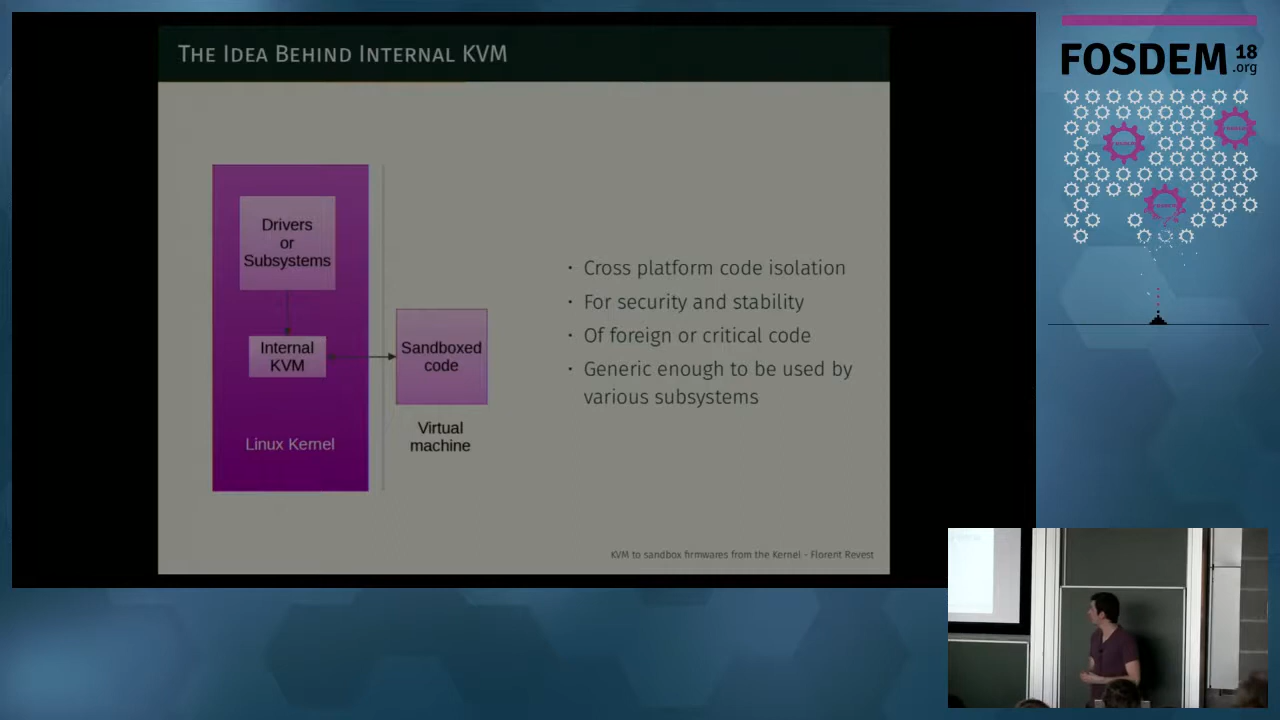 THE IDEA BEHIND INTERNAL KVM
Drivers
or
Subsystems
Internal
KVM
Linux Kernel
Sandboxed
code
Virtual
machine
• Cross platform code isolation
• For security and stability
• Of foreign or critical code
• Generic enough to be used by
various subsystems
KVM to sandbox firmwares from the Kernel - Florent Revest
FOSDEM 18
.org